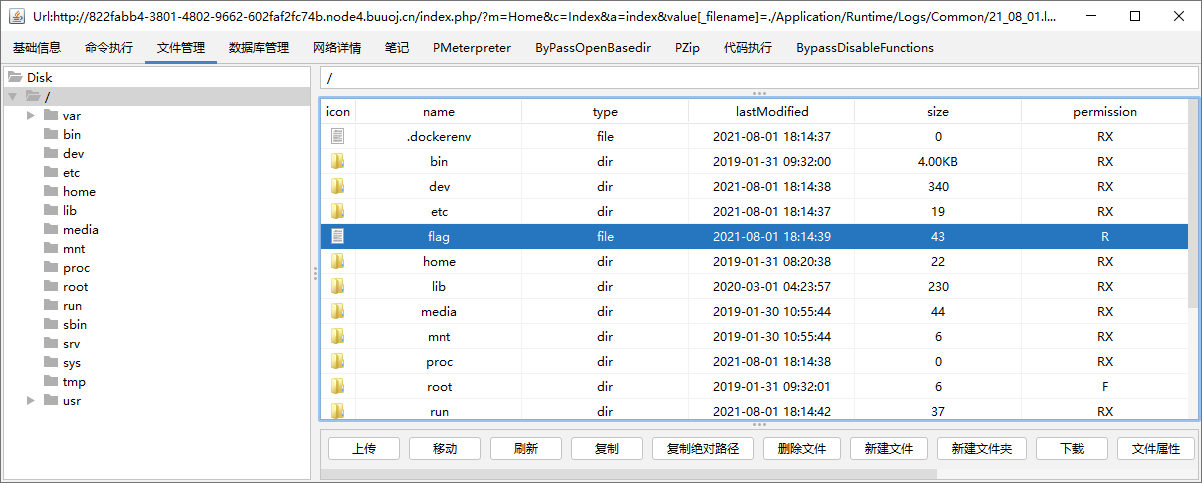 Url:http://822fabb4-3801-4802-9662-602faf2fc74b.node4.buuoj.cn/index.php/?m=Home&c=Index&a=index&value[_filename]=./Application/Runtime/Logs/Common/21_08_01.l...
基础信息 命令执行 文件管理 数据库管理 网络详情 笔记 PMeterpreter ByPassOpenBasedir PZip 代码执行 BypassDisableFunctions
Disk
/
var
bin
dev
etc
home
lib
media
mnt
proc
root
run
sbin
srv
sys
tmp
usr
/
icon name type lastModified size permission
.dockerenv file 2021-08-01 18:14:37 0 RX
bin dir 2019-01-31 09:32:00 4.00KB RX
dev dir 2021-08-01 18:14:38 340 RX
etc dir 2021-08-01 18:14:37 19 RX
flag file 2021-08-01 18:14:39 43 R
home dir 2019-01-31 08:20:38 22 RX
lib dir 2020-03-01 04:23:57 230 RX
media dir 2019-01-30 10:55:44 44 RX
mnt dir 2019-01-30 10:55:44 6 RX
proc dir 2021-08-01 18:14:38 0 RX
root dir 2019-01-31 09:32:01 6 F
run dir 2021-08-01 18:14:42 37 RX
上传 移动 刷新 复制 复制绝对路径 删除文件 新建文件 新建文件夹 下载 文件属性